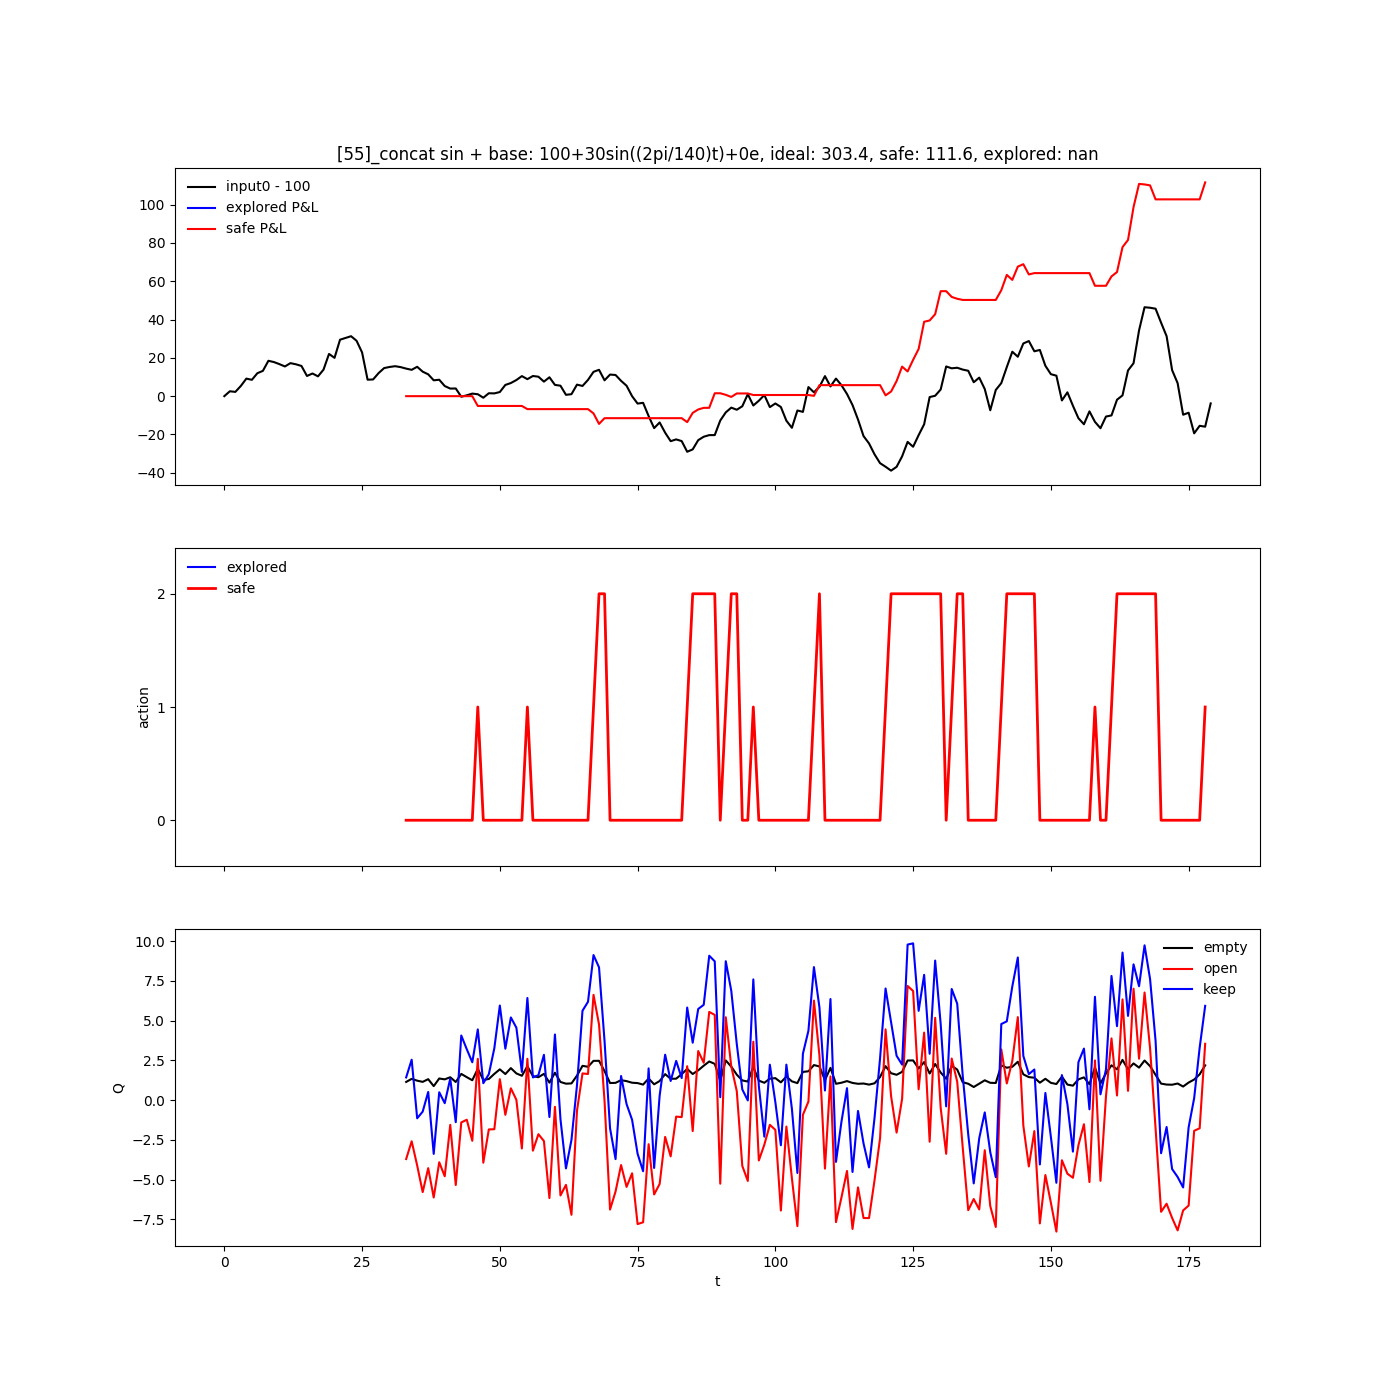 [55]_concat sin + base: 100+30sin((2pi/140)t)+0e, ideal: 303.4, safe: 111.6, explored: nan
input0 - 100
explored P&L
safe P&L
100
80
60
40
20
0
−20
−40
explored
safe
2
1
0
action
empty
open
keep
10.0
7.5
5.0
2.5
0.0
−2.5
−5.0
−7.5
Q
0 25 50 75 100 125 150 175
t